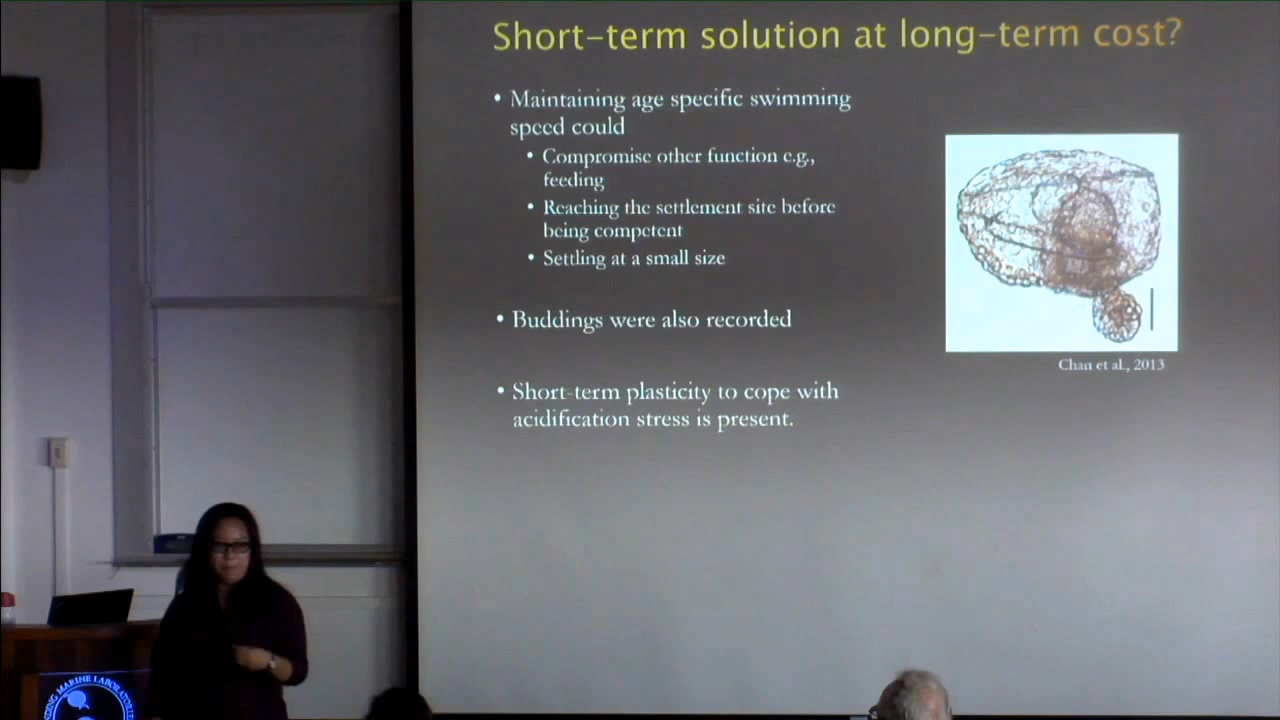 Short-term solution at long-term cost?
• Maintaining age specific swimming
speed could
• Compromise other function e.g.,
feeding
• Reaching the settlement site before
being competent
• Settling at a small size
• Buddings were also recorded
• Short-term plasticity to cope with
acidification stress is present.
Chan et al., 2013
MARINE LABORATORIES